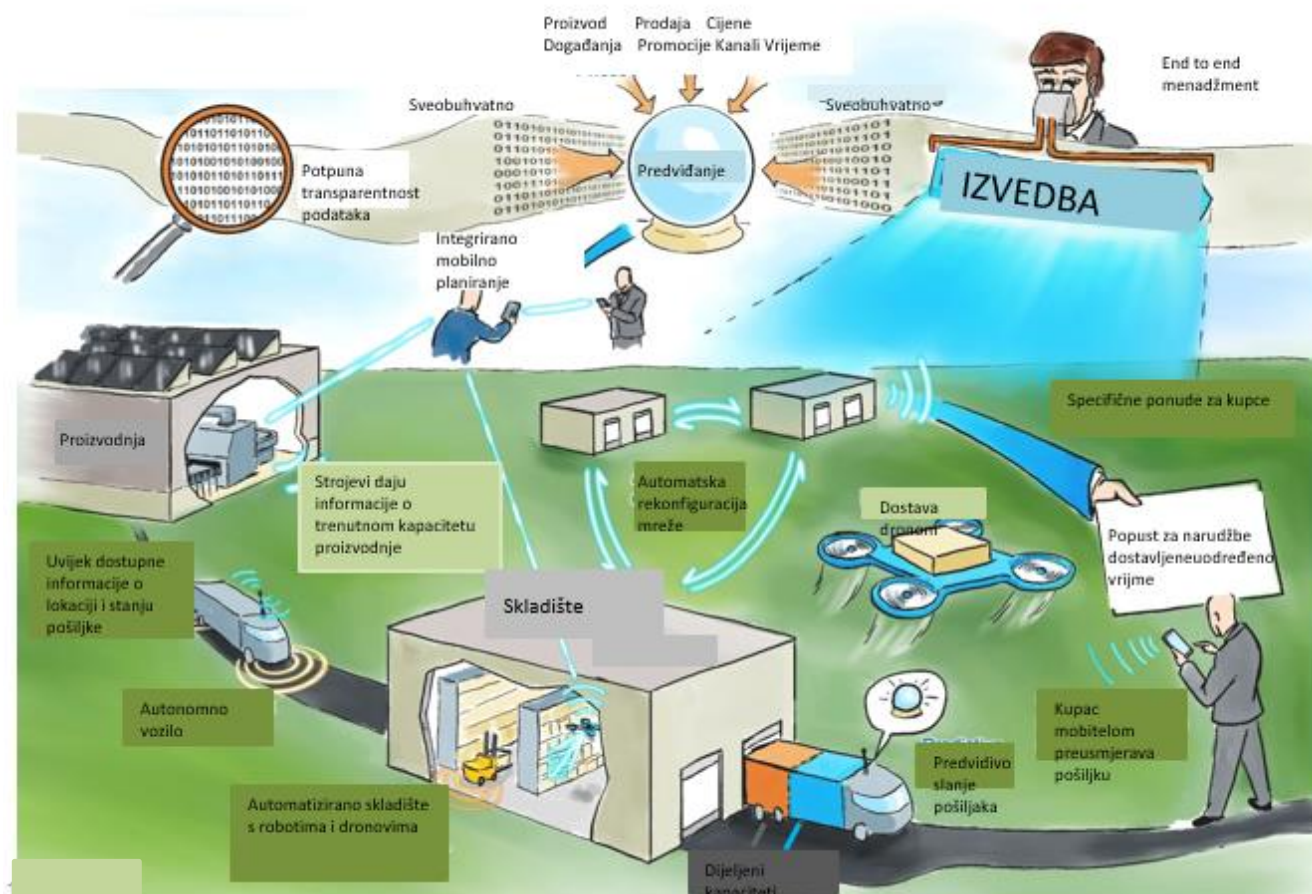 Proizvod Prodaja Cijene
Događanja Promocije Kanali Vrijeme
End to end
menadžment
Sveobuhvatno
Sveobuhvatno
Potpuna
transparentnost
podataka
Predviđanje
IZVEDBA
Integrirano
mobilno
planiranje
Proizvodnja
Specifične ponude za kupce
Strojevi daju
informacije o
trenutnom kapacitetu
proizvodnje
Automatska
rekonfiguracija
mreže
Dostava
dronom
Popust za narudžbe
dostavljeneuodređeno
vrijme
Uvijek dostupne
informacije o
lokaciji i stanju
pošiljke
Skladište
Autonomno
vozilo
Kupac
mobitelom
preusmjerava
pošiljku
Predvidivo
slanje
pošiljaka
Automatizirano skladište
s robotima i dronovima
Dijeljeni
kapaciteti